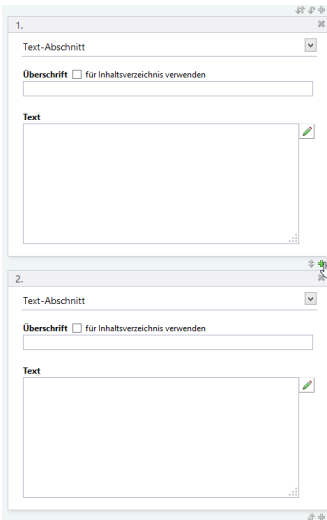 1.
Text-Abschnitt
Überschrift für Inhaltsverzeichnis verwenden
Text
2.
Text-Abschnitt
Überschrift für Inhaltsverzeichnis verwenden
Text